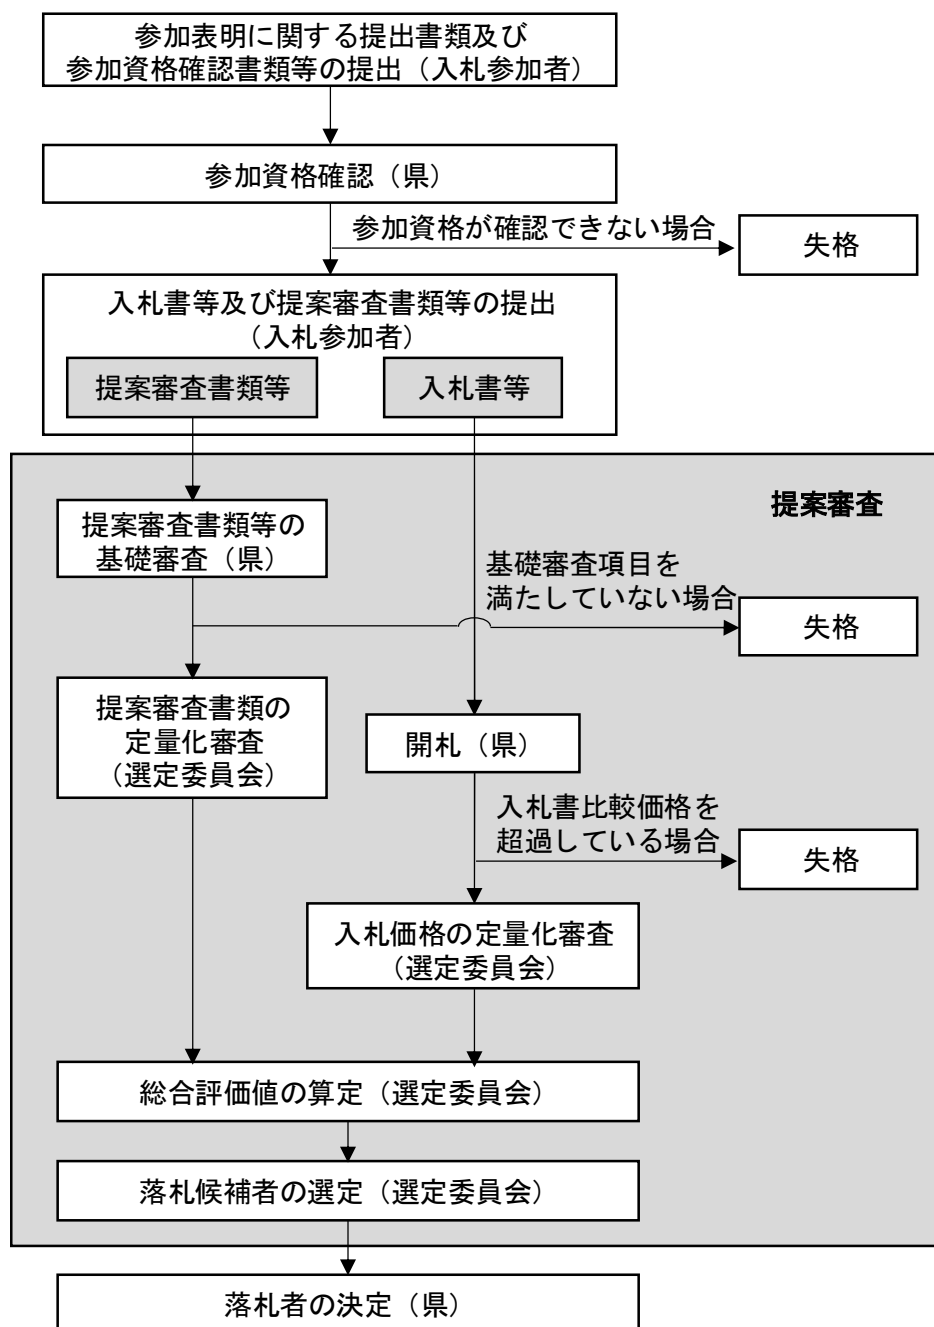 参加表明に関する提出書類及び
参加資格確認書類等の提出（入札参加者）
参加資格確認（県）
参加資格が確認できない場合
失格
入札書等及び提案審査書類等の提出
（入札参加者）
提案審査書類等
入札書等
提案審査
提案審査書類等の
基礎審査（県）
基礎審査項目を
満たしていない場合
失格
提案審査書類の
定量化審査
（選定委員会）
開札（県）
入札書比較価格を
超過している場合
失格
入札価格の定量化審査
（選定委員会）
総合評価値の算定（選定委員会）
落札候補者の選定（選定委員会）
落札者の決定（県）